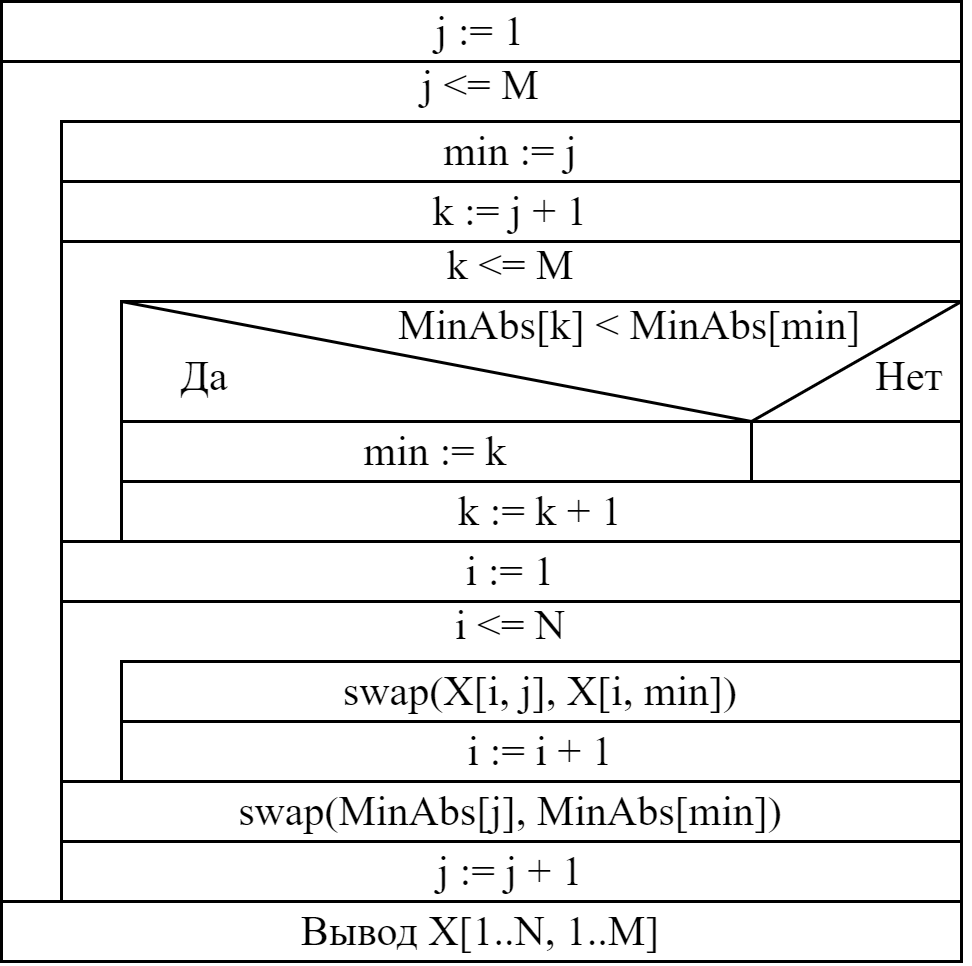 j := 1
j <= M
min := j
k := j + 1
k <= M
MinAbs[k] < MinAbs[min]
Да
Нет
min := k
k := k + 1
i := 1
i <= N
swap(X[i, j], X[i, min])
i := i + 1
swap(MinAbs[j], MinAbs[min])
j := j + 1
Вывод X[1..N, 1..M]